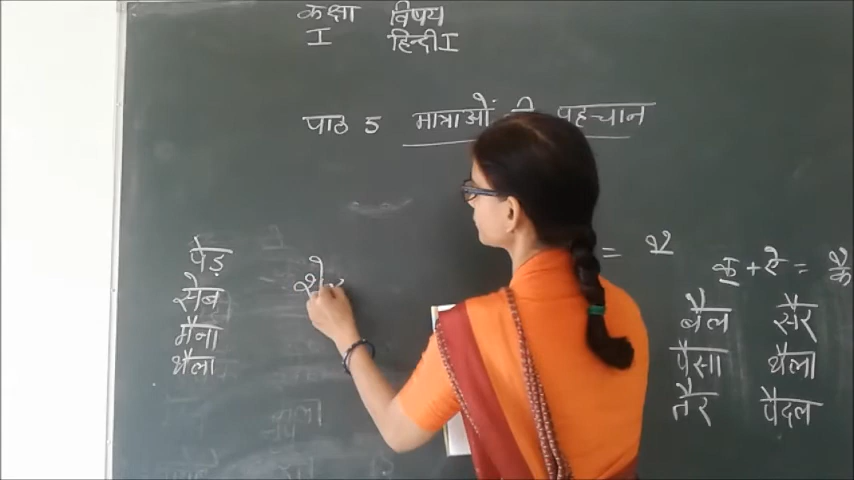 कक्षा विषय
I हिन्दी I
पाठ 5 मात्राओं की पहचान
पेड़
सेब
मैना
थैला
शे
= ै
क + ऐ = कै
बैल सैर
पैसा थैला
तैर पैदल